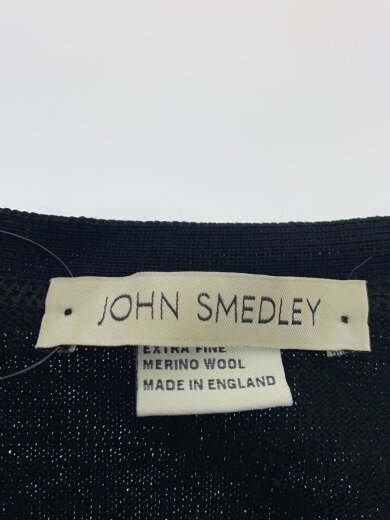 JOHN SMEDLEY
EXTRA FINE
MERINO WOOL
MADE IN ENGLAND